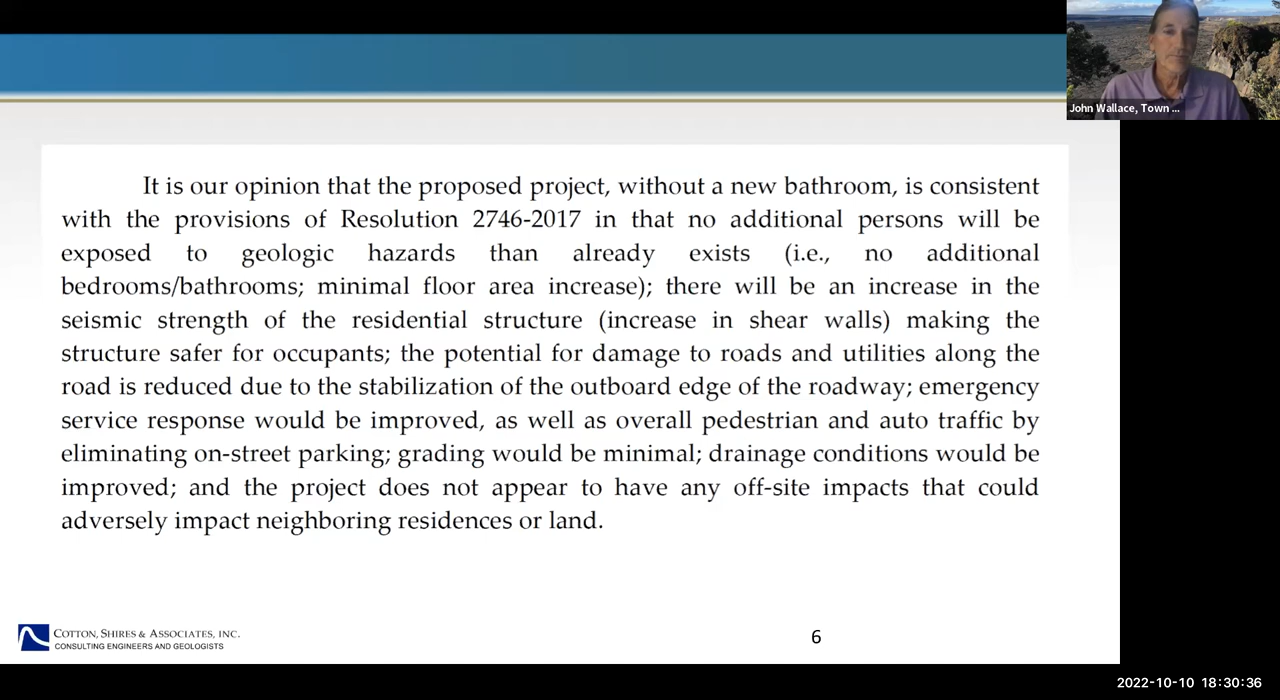 John Wallace, Town ...
It is our opinion that the proposed project, without a new bathroom, is consistent
with the provisions of Resolution 2746-2017 in that no additional persons will be
exposed to geologic hazards than already exists (i.e., no additional
bedrooms/bathrooms; minimal floor area increase); there will be an increase in the
seismic strength of the residential structure (increase in shear walls) making the
structure safer for occupants; the potential for damage to roads and utilities along the
road is reduced due to the stabilization of the outboard edge of the roadway; emergency
service response would be improved, as well as overall pedestrian and auto traffic by
eliminating on-street parking; grading would be minimal; drainage conditions would be
improved; and the project does not appear to have any off-site impacts that could
adversely impact neighboring residences or land.
COTTON, SHIRES & ASSOCIATES, INC.
CONSULTING ENGINEERS AND GEOLOGISTS
6
2022-10-10 18:30:36